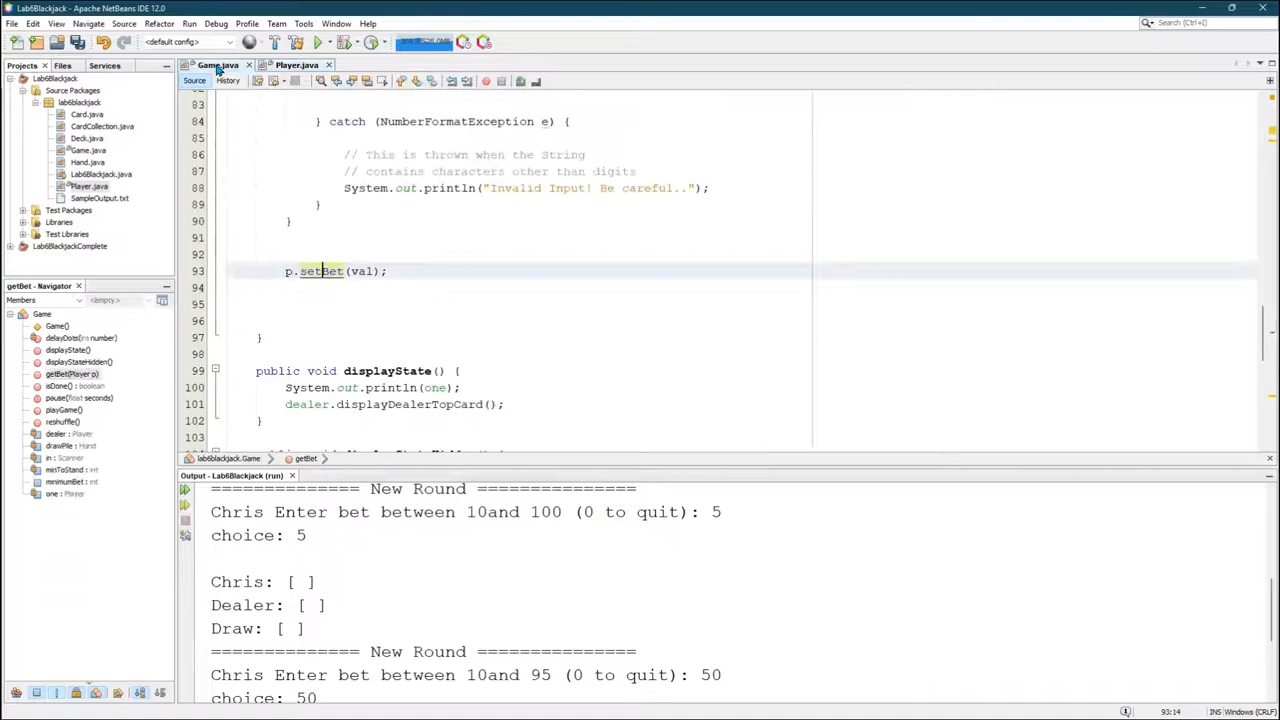 Lab6Blackjack - Apache NetBeans IDE 12.0
File Edit View Navigate Source Refactor Run Debug Profile Team Tools Window Help
Search (Ctrl+I)
<default config>
Projects Files Services
Game.java Player.java
Source History
Lab6Blackjack
Source Packages
lab6blackjack
Card.java
CardCollection.java
Deck.java
Game.java
Hand.java
Lab6Blackjack.java
Player.java
SampleOutput.txt
Test Packages
Libraries
Test Libraries
Lab6BlackjackComplete
getBet - Navigator
Members <empty>
Game
Game()
delayDots(int number)
displayState()
displayStateHidden()
getBet(Player p)
isDone() : boolean
pause(float seconds)
playGame()
reshuffle()
dealer : Player
drawPile : Hand
in : Scanner
minToStand : int
minimumBet : int
one : Player
83
84 } catch (NumberFormatException e) {
85
86 // This is thrown when the String
87 // contains characters other than digits
88 System.out.println("Invalid Input! Be careful..");
89 }
90 }
91
92
93 p.setBet(val);
94
95
96
97 }
98
99 public void displayState() {
100 System.out.println(one);
101 dealer.displayDealerTopCard();
102 }
103
lab6blackjack.Game getBet
Output - Lab6Blackjack (run)
============== New Round ===============
Chris Enter bet between 10and 100 (0 to quit): 5
choice: 5
Chris: [ ]
Dealer: [ ]
Draw: [ ]
============== New Round ===============
Chris Enter bet between 10and 95 (0 to quit): 50
choice: 50
93:14 INS Windows (CRLF)